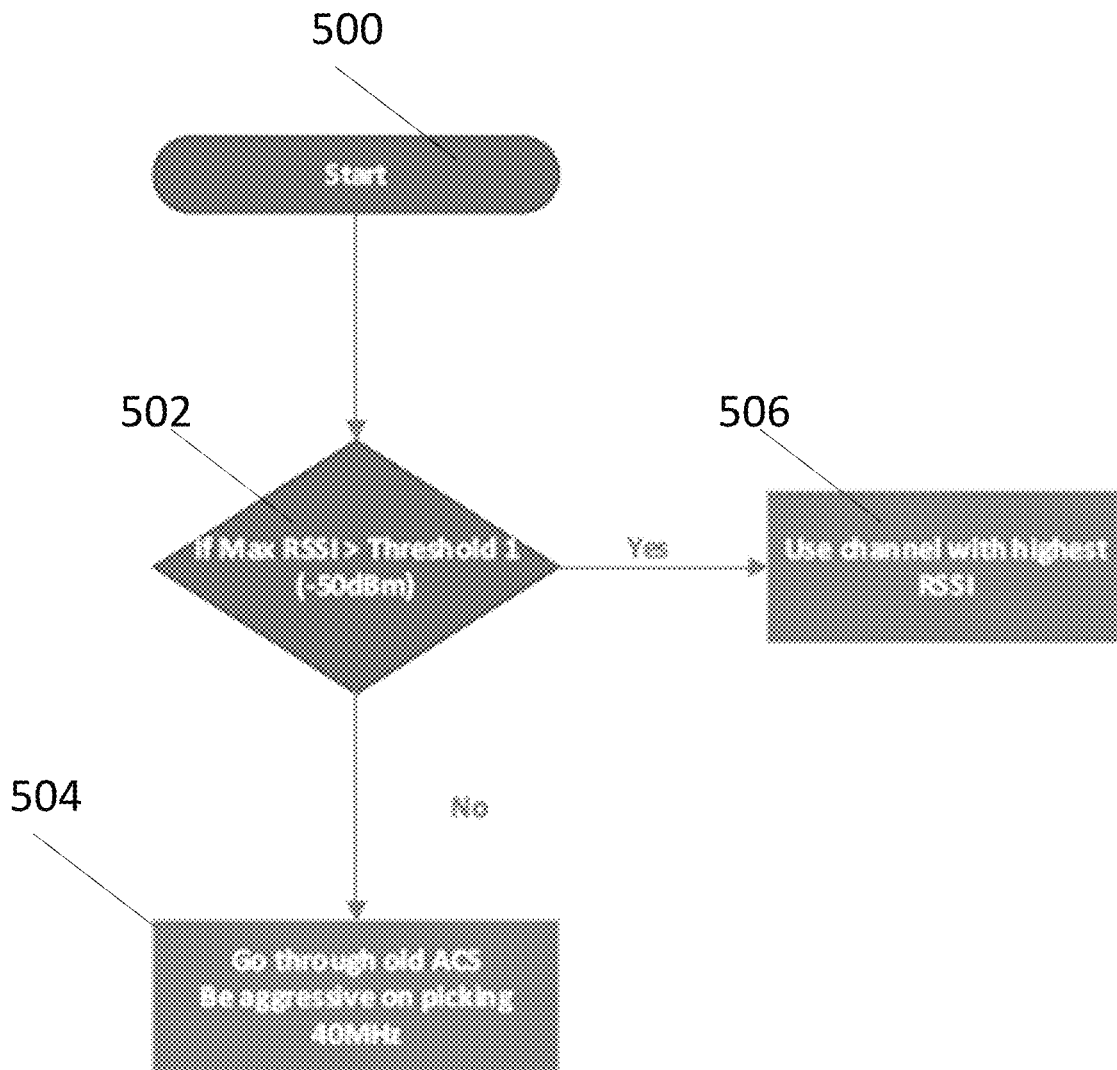 500
Start
502
If Max RSSI > Threshold 1
(-50dBm)
Yes
506
Use channel with highest
RSSI
No
504
Go through old ACS
Be aggressive on picking
40MHz